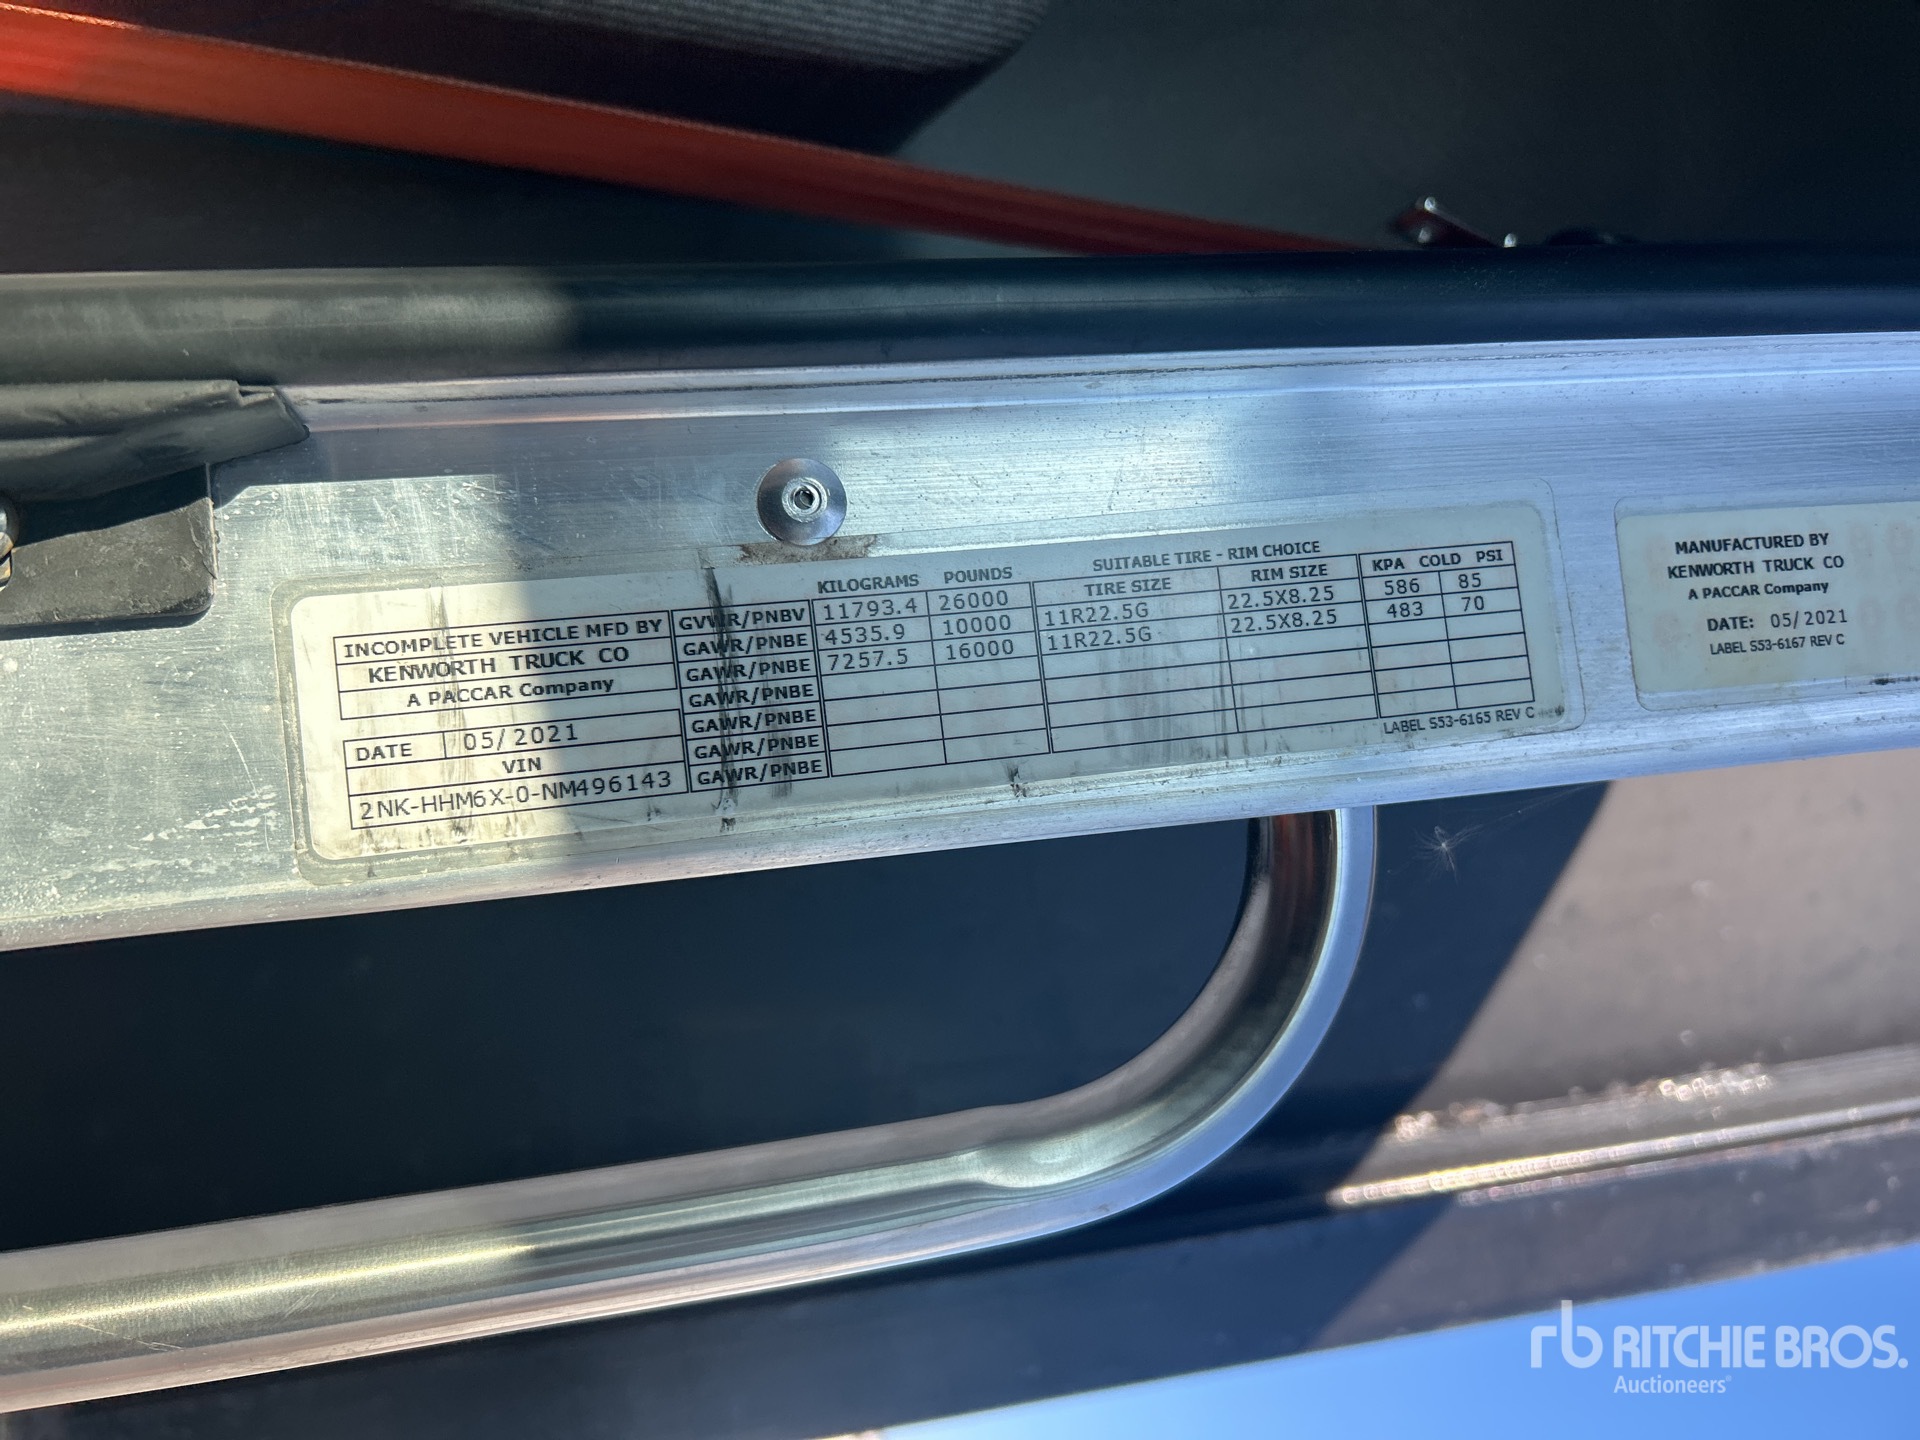 KILOGRAMS POUNDS SUITABLE TIRE - RIM CHOICE
TIRE SIZE RIM SIZE KPA COLD PSI
INCOMPLETE VEHICLE MFD BY GVWR/PNBV 11793.4 26000
KENWORTH TRUCK CO GAWR/PNBE 4535.9 10000 11R22.5G 22.5X8.25 586 85
A PACCAR Company GAWR/PNBE 7257.5 16000 11R22.5G 22.5X8.25 483 70
GAWR/PNBE
DATE 05/2021 GAWR/PNBE
VIN GAWR/PNBE
2NK-HHM6X-0-NM496143 GAWR/PNBE
LABEL S53-6165 REV C
MANUFACTURED BY
KENWORTH TRUCK CO
A PACCAR Company
DATE: 05/2021
LABEL S53-6167 REV C
rb RITCHIE BROS.
Auctioneers